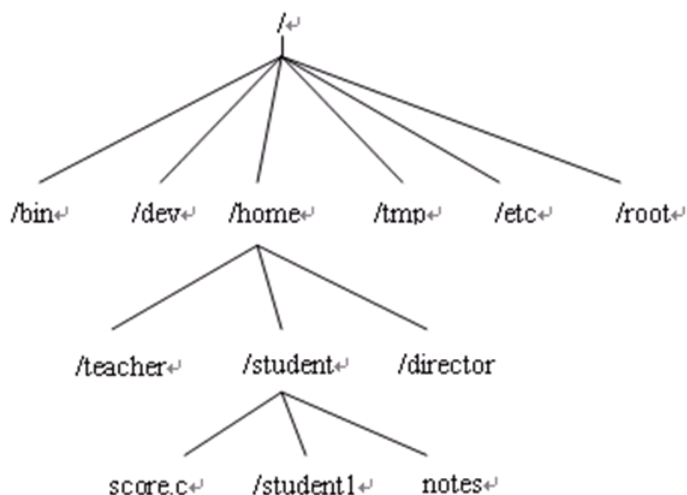 /↵
/bin↵ /dev↵ /home↵ /tmp↵ /etc↵ /root↵
/teacher↵ /student↵ /director
score.c↵ /student1↵ notes↵